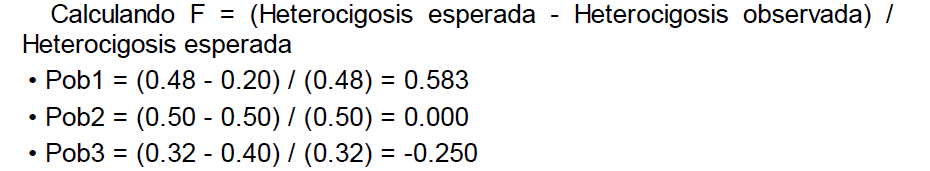 Calculando F = (Heterocigosis esperada - Heterocigosis observada) /
Heterocigosis esperada
• Pob1 = (0.48 - 0.20) / (0.48) = 0.583
• Pob2 = (0.50 - 0.50) / (0.50) = 0.000
• Pob3 = (0.32 - 0.40) / (0.32) = -0.250